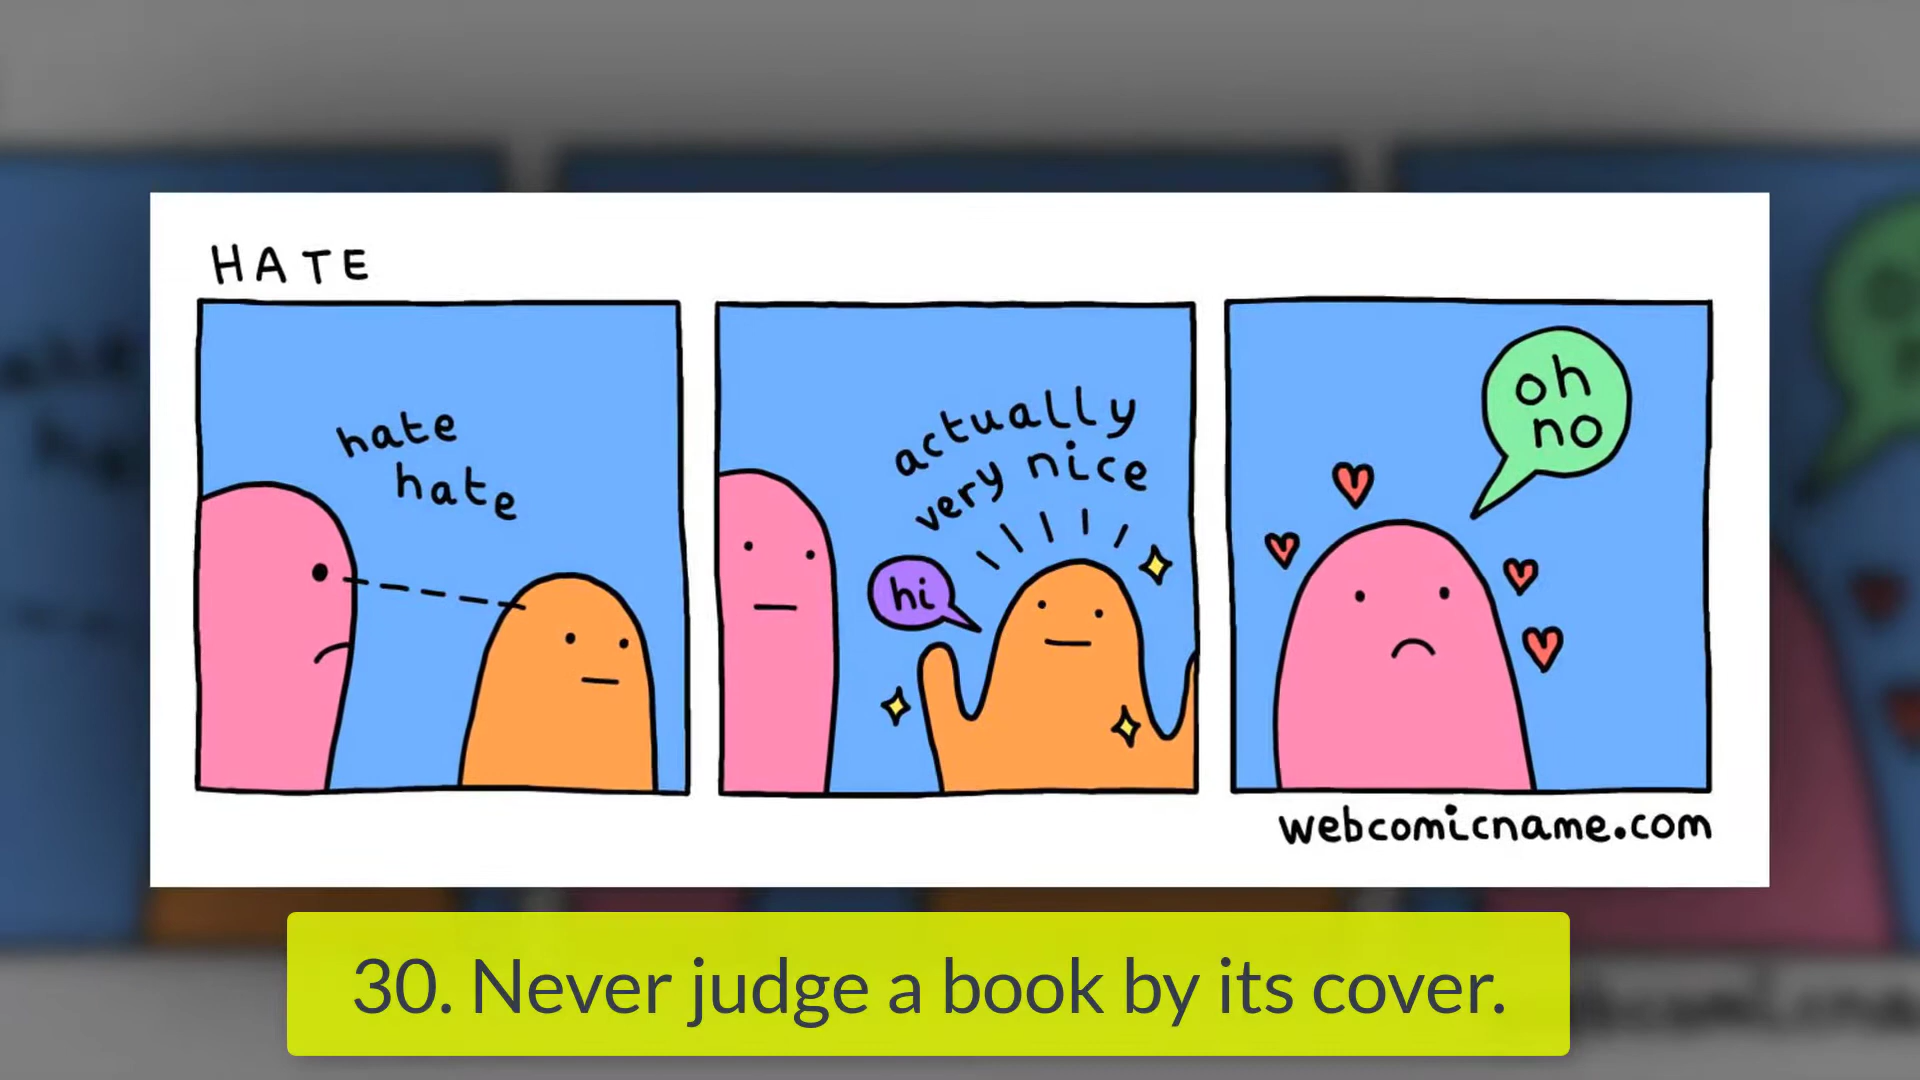 HATE
hate
hate
actually
very nice
hi
oh
no
webcomicname.com
30. Never judge a book by its cover.